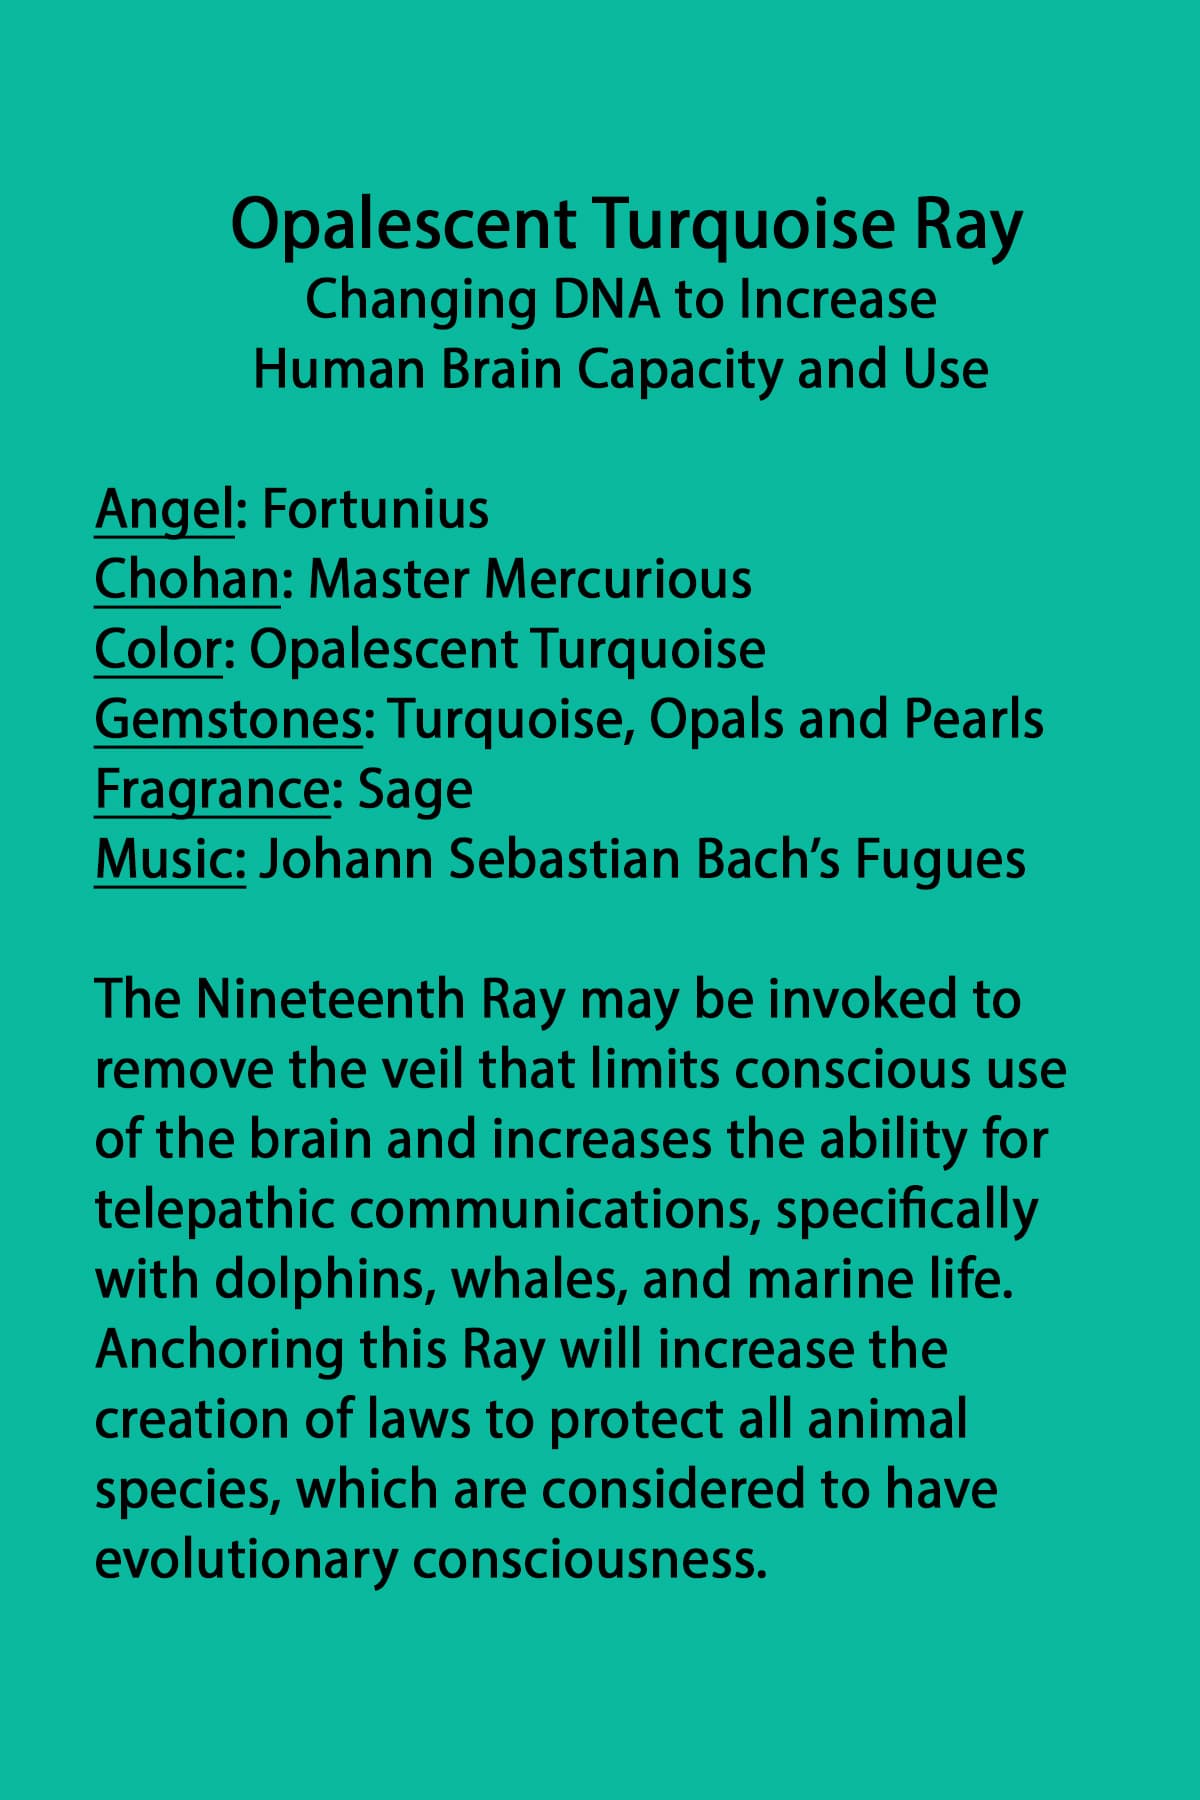 Opalescent Turquoise Ray
Changing DNA to Increase
Human Brain Capacity and Use
Angel: Fortunius
Chohan: Master Mercurious
Color: Opalescent Turquoise
Gemstones: Turquoise, Opals and Pearls
Fragrance: Sage
Music: Johann Sebastian Bach’s Fugues
The Nineteenth Ray may be invoked to
remove the veil that limits conscious use
of the brain and increases the ability for
telepathic communications, specifically
with dolphins, whales, and marine life.
Anchoring this Ray will increase the
creation of laws to protect all animal
species, which are considered to have
evolutionary consciousness.